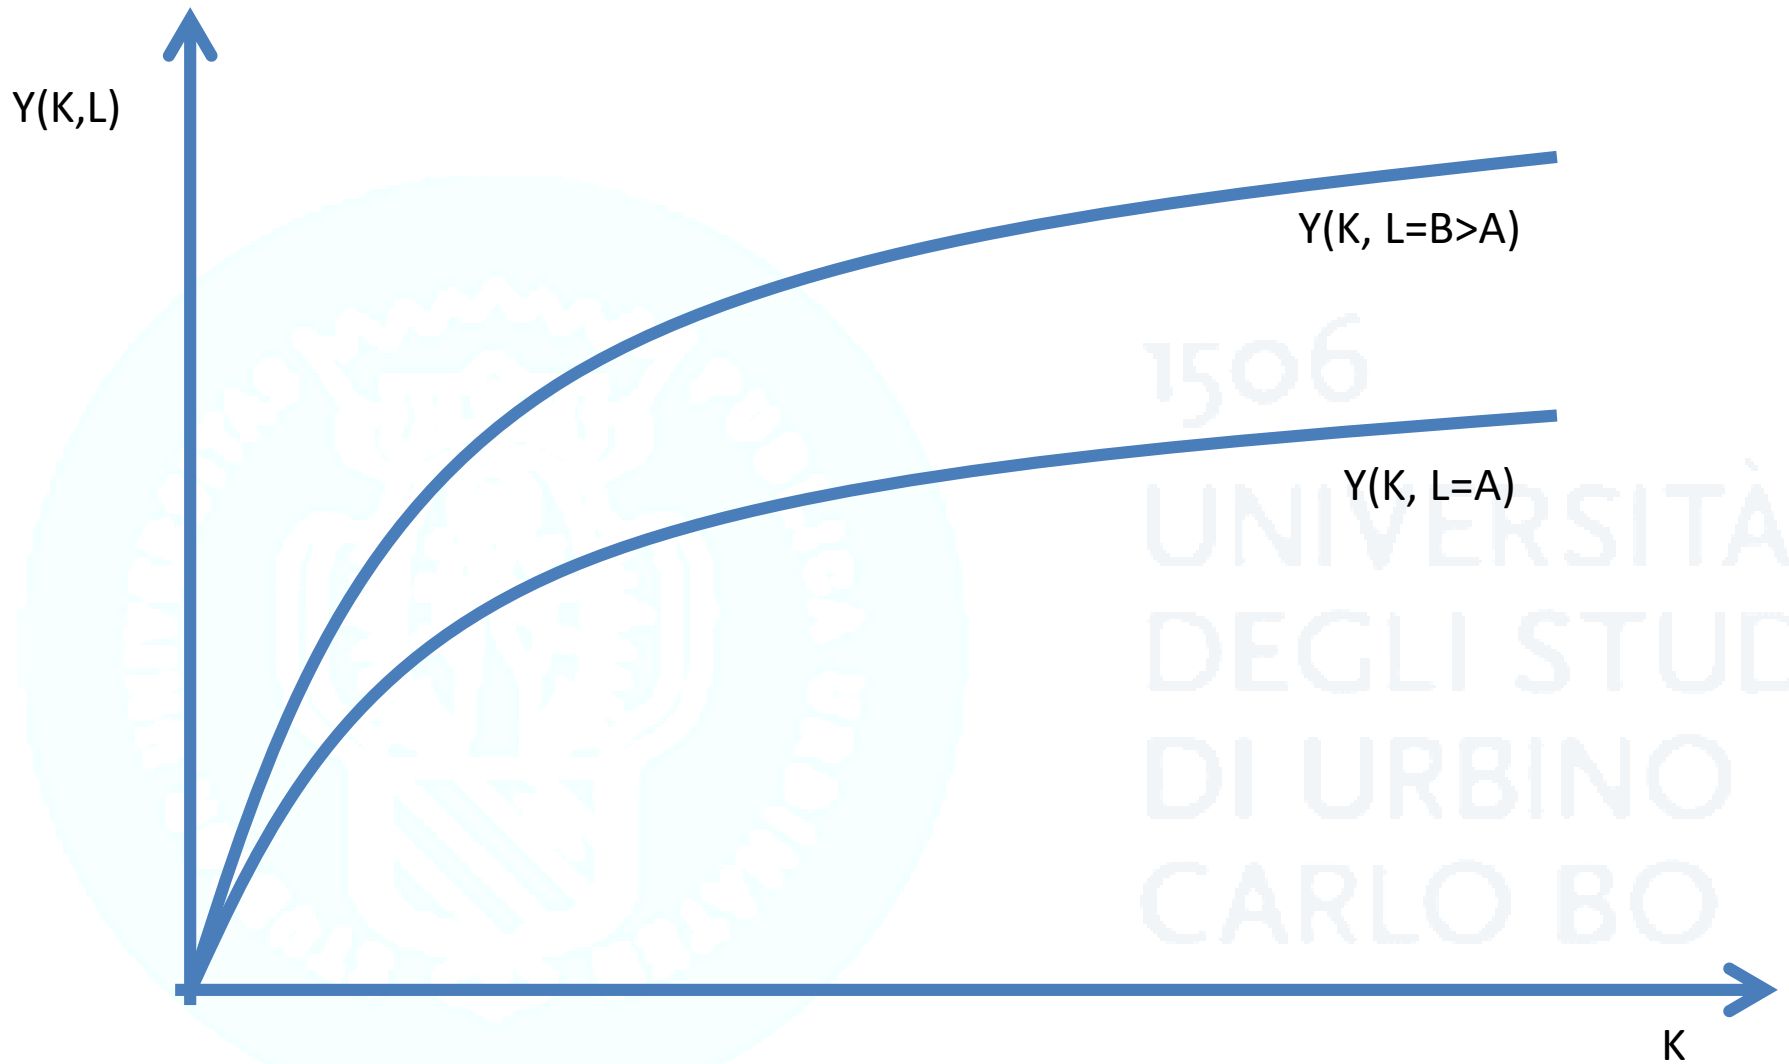 Y(K,L)
Y(K, L=B>A)
1506
Y(K, L=A)
UNIVERSITÀ
DEGLI STUD
DI URBINO
CARLO BO
K